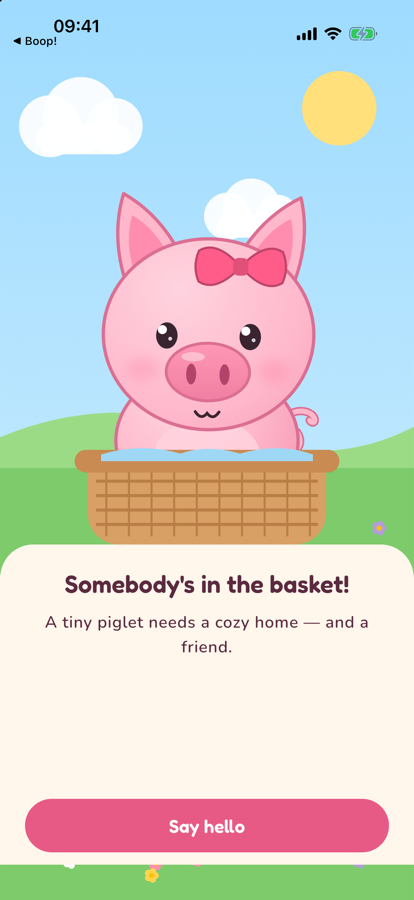 09:41
◀ Boop!
Somebody's in the basket!
A tiny piglet needs a cozy home — and a
friend.
Say hello